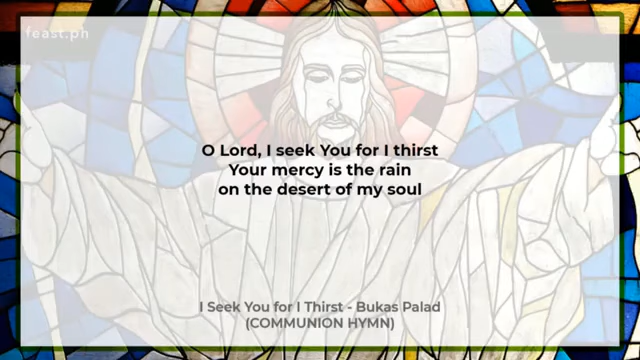 feast.ph
O Lord, I seek You for I thirst
Your mercy is the rain
on the desert of my soul
I Seek You for I Thirst - Bukas Palad
(COMMUNION HYMN)